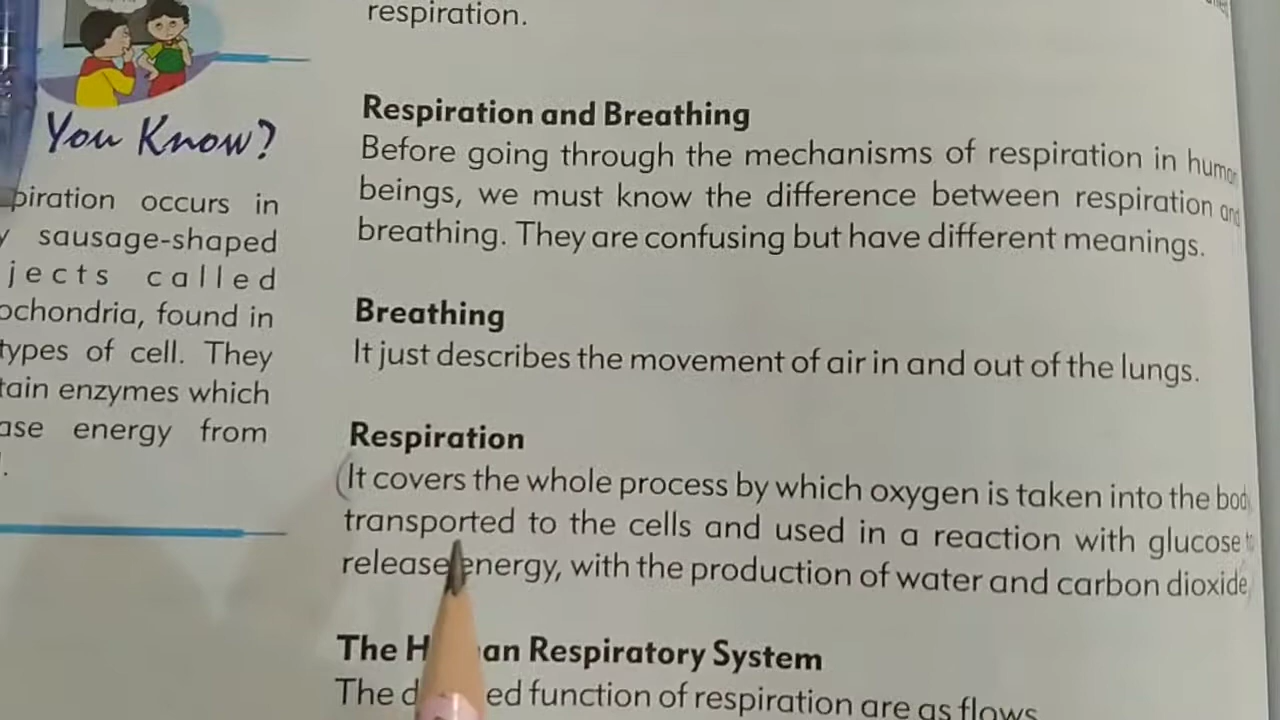 respiration.
You Know?
piration occurs in
y sausage-shaped
jects called
ochondria, found in
types of cell. They
tain enzymes which
ase energy from
.
Respiration and Breathing
Before going through the mechanisms of respiration in human
beings, we must know the difference between respiration and
breathing. They are confusing but have different meanings.
Breathing
It just describes the movement of air in and out of the lungs.
Respiration
(It covers the whole process by which oxygen is taken into the body
transported to the cells and used in a reaction with glucose to
release energy, with the production of water and carbon dioxide
The H an Respiratory System
The d ed function of respiration are as flows